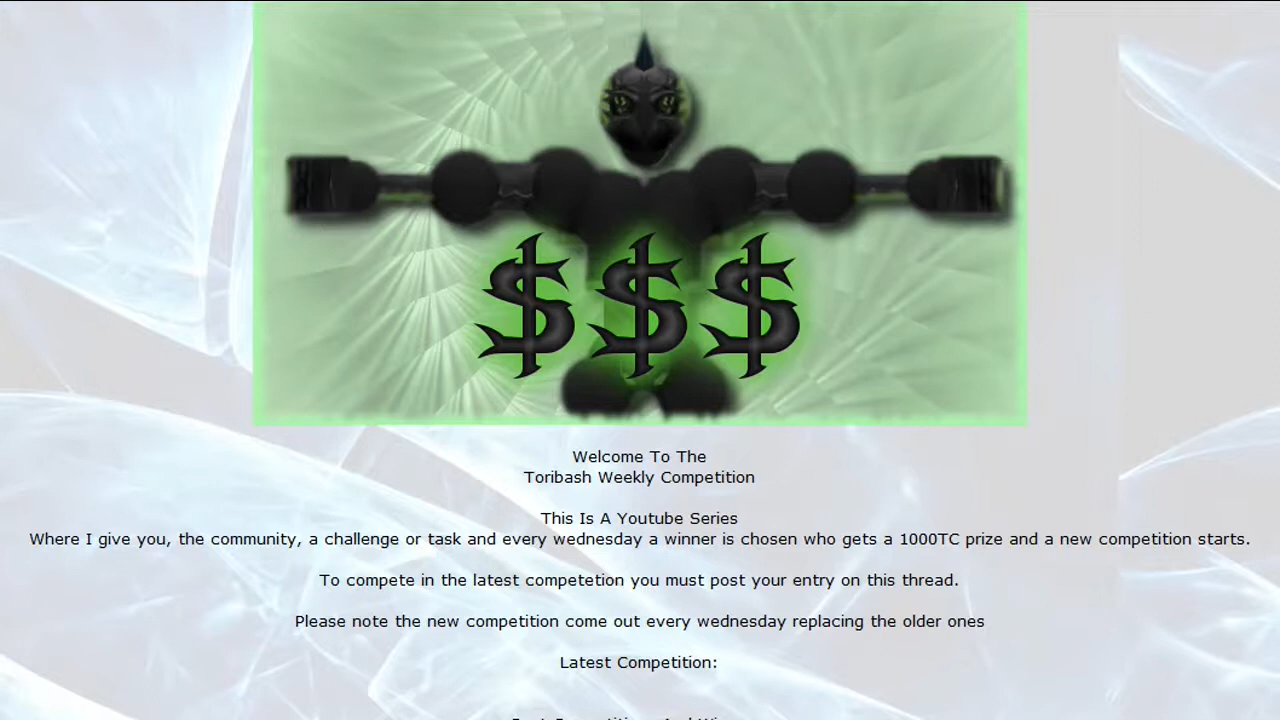 $$$
Welcome To The
Toribash Weekly Competition
This Is A Youtube Series
Where I give you, the community, a challenge or task and every wednesday a winner is chosen who gets a 1000TC prize and a new competition starts.
To compete in the latest competetion you must post your entry on this thread.
Please note the new competition come out every wednesday replacing the older ones
Latest Competition: